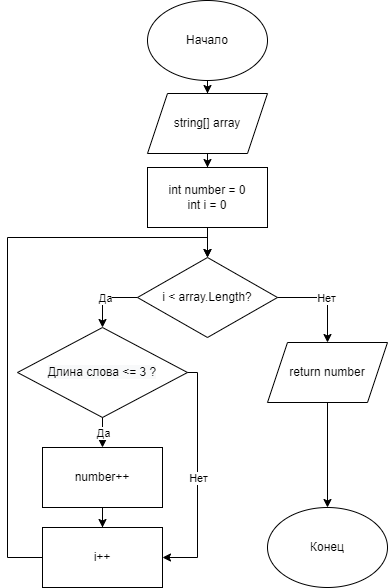 Начало
string[] array
int number = 0
int i = 0
i < array.Length?
Да
Нет
Длина слова <= 3 ?
return number
Да
number++
Нет
Конец
i++